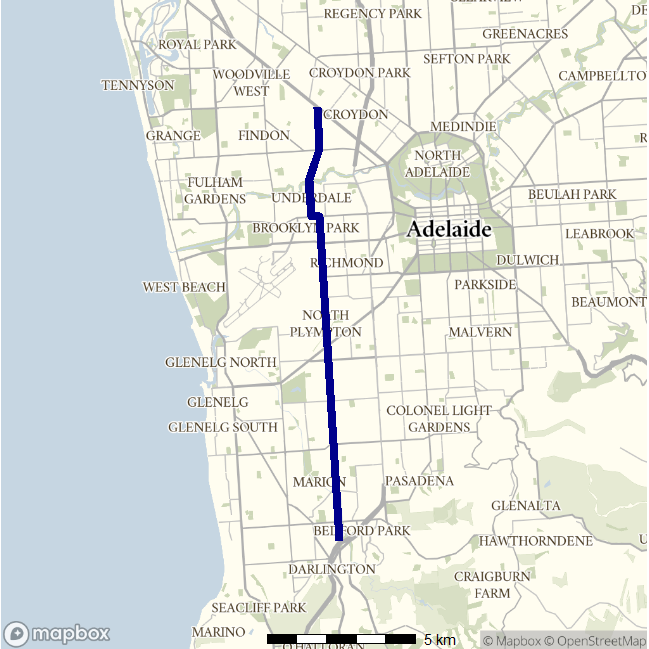 REGENCY PARK
GREENACRES
ROYAL PARK
SEFTON PARK
WOODVILLE
WEST
CROYDON PARK
CAMPBELLTO
TENNYSON
CROYDON
MEDINDIE
GRANGE
FINDON
NORTH
ADELAIDE
FULHAM
GARDENS
UNDERDALE
BEULAH PARK
BROOKLYN PARK
Adelaide
LEABROOK
RICHMOND
DULWICH
WEST BEACH
PARKSIDE
BEAUMONT
NORTH
PLYMPTON
MALVERN
GLENELG NORTH
GLENELG
COLONEL LIGHT
GARDENS
GLENELG SOUTH
MARION
PASADENA
GLENALTA
BEDFORD PARK
HAWTHORNDENE
DARLINGTON
CRAIGBURN
FARM
SEACLIFF PARK
MARINO
O'HALLORAN
5 km
mapbox
© Mapbox © OpenStreetMap